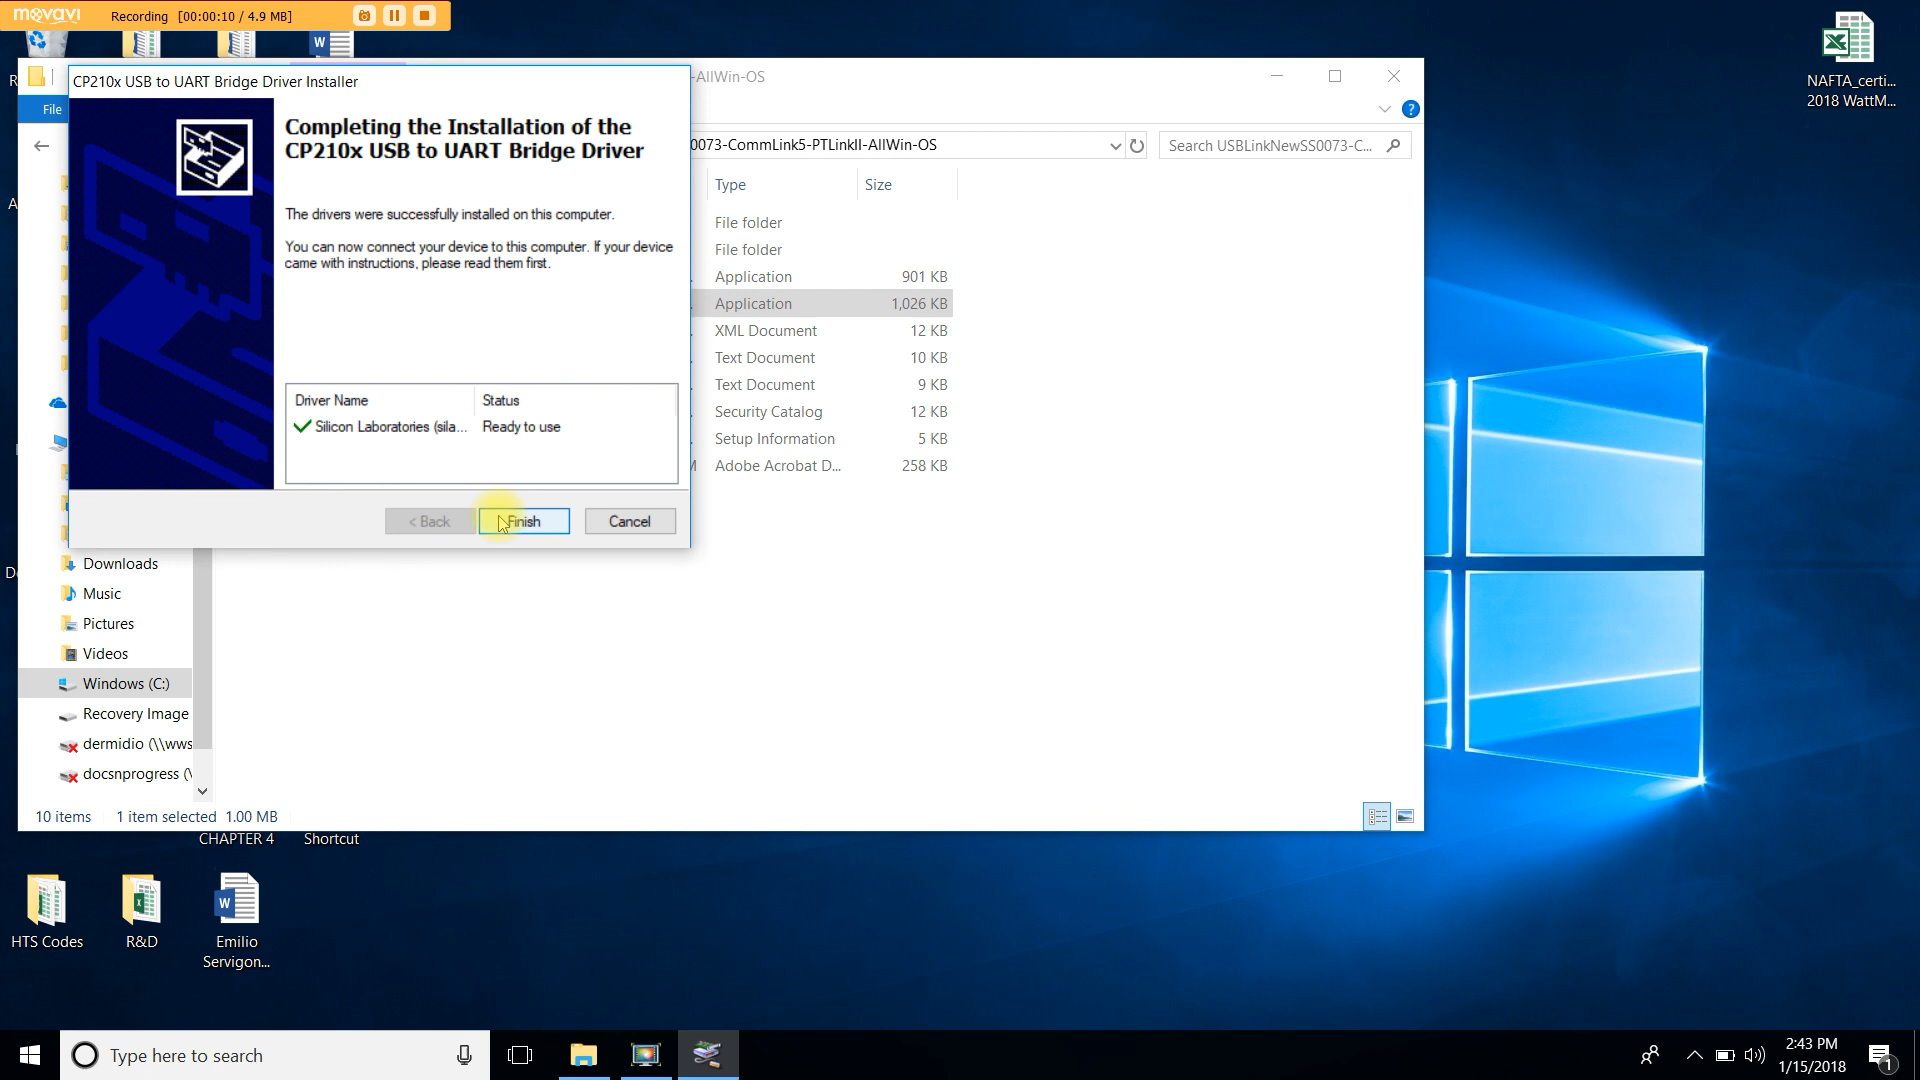 movavi
Recording [00:00:10 / 4.9 MB]
NAFTA_certi...
2018 WattM...
CP210x USB to UART Bridge Driver Installer
-AllWin-OS
File
Completing the Installation of the
CP210x USB to UART Bridge Driver
0073-CommLink5-PTLinkII-AllWin-OS
Search USBLinkNewSS0073-C...
Type
Size
The drivers were successfully installed on this computer.
You can now connect your device to this computer. If your device
came with instructions, please read them first.
File folder
File folder
Application 901 KB
Application 1,026 KB
XML Document 12 KB
Text Document 10 KB
Text Document 9 KB
Security Catalog 12 KB
Setup Information 5 KB
Adobe Acrobat D... 258 KB
Driver Name
Status
Silicon Laboratories (sila...
Ready to use
< Back
Finish
Cancel
Downloads
Music
Pictures
Videos
Windows (C:)
Recovery Image
dermidio (\\wws
docsnprogress (\
10 items
1 item selected 1.00 MB
CHAPTER 4
Shortcut
HTS Codes
R&D
Emilio
Servigon...
Type here to search
2:43 PM
1/15/2018
1